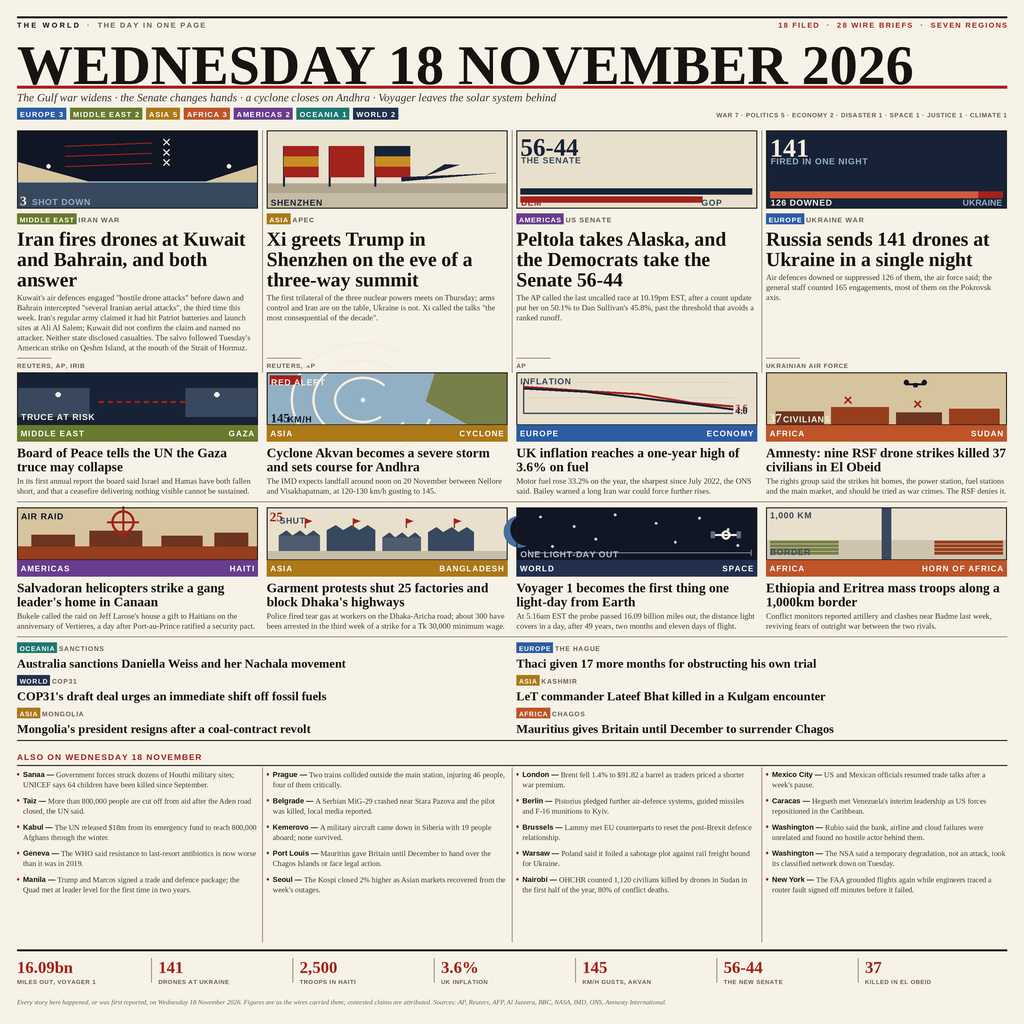 THE WORLD · THE DAY IN ONE PAGE
18 FILED · 28 WIRE BRIEFS · SEVEN REGIONS
WEDNESDAY 18 NOVEMBER 2026
The Gulf war widens · the Senate changes hands · a cyclone closes on Andhra · Voyager leaves the solar system behind
EUROPE 3 MIDDLE EAST 2 ASIA 5 AFRICA 3 AMERICAS 2 OCEANIA 1 WORLD 2
WAR 7 · POLITICS 5 · ECONOMY 2 · DISASTER 1 · SPACE 1 · JUSTICE 1 · CLIMATE 1
3 SHOT DOWN
MIDDLE EAST IRAN WAR
Iran fires drones at Kuwait
and Bahrain, and both
answer
Kuwait's air defences engaged "hostile drone attacks" before dawn and
Bahrain intercepted "several Iranian aerial attacks", the third time this
week. Iran's regular army claimed it had hit Patriot batteries and launch
sites at Ali Al Salem; Kuwait did not confirm the claim and named no
attacker. Neither state disclosed casualties. The salvo followed Tuesday's
American strike on Qeshm Island, at the mouth of the Strait of Hormuz.
REUTERS, AP, IRIB
SHENZHEN
ASIA APEC
Xi greets Trump in
Shenzhen on the eve of a
three-way summit
The first trilateral of the three nuclear powers meets on Thursday; arms
control and Iran are on the table, Ukraine is not. Xi called the talks "the
most consequential of the decade".
REUTERS, AP
56-44
THE SENATE
DEM
GOP
AMERICAS US SENATE
Peltola takes Alaska, and
the Democrats take the
Senate 56-44
The AP called the last uncalled race at 10.19pm EST, after a count update
put her on 50.1% to Dan Sullivan's 45.8%, past the threshold that avoids a
ranked runoff.
AP
141
FIRED IN ONE NIGHT
126 DOWNED
UKRAINE
EUROPE UKRAINE WAR
Russia sends 141 drones at
Ukraine in a single night
Air defences downed or suppressed 126 of them, the air force said; the
general staff counted 165 engagements, most of them on the Pokrovsk
axis.
UKRAINIAN AIR FORCE
TRUCE AT RISK
MIDDLE EAST GAZA
Board of Peace tells the UN the Gaza
truce may collapse
In its first annual report the board said Israel and Hamas have both fallen
short, and that a ceasefire delivering nothing visible cannot be sustained.
RED ALERT
145KM/H
ASIA CYCLONE
Cyclone Akvan becomes a severe storm
and sets course for Andhra
The IMD expects landfall around noon on 20 November between Nellore
and Visakhapatnam, at 120-130 km/h gusting to 145.
INFLATION
3.6
4.0
EUROPE ECONOMY
UK inflation reaches a one-year high of
3.6% on fuel
Motor fuel rose 33.2% on the year, the sharpest since July 2022, the ONS
said. Bailey warned a long Iran war could force further rises.
37 CIVILIANS
AFRICA SUDAN
Amnesty: nine RSF drone strikes killed 37
civilians in El Obeid
The rights group said the strikes hit homes, the power station, fuel stations
and the main market, and should be tried as war crimes. The RSF denies it.
AIR RAID
AMERICAS HAITI
Salvadoran helicopters strike a gang
leader's home in Canaan
Bukele called the raid on Jeff Larose's house a gift to Haitians on the
anniversary of Vertieres, a day after Port-au-Prince ratified a security pact.
25
SHUT
ASIA BANGLADESH
Garment protests shut 25 factories and
block Dhaka's highways
Police fired tear gas at workers on the Dhaka-Aricha road; about 300 have
been arrested in the third week of a strike for a Tk 30,000 minimum wage.
ONE LIGHT-DAY OUT
WORLD SPACE
Voyager 1 becomes the first thing one
light-day from Earth
At 5.16am EST the probe passed 16.09 billion miles out, the distance light
covers in a day, after 49 years, two months and eleven days of flight.
1,000 KM
BORDER
AFRICA HORN OF AFRICA
Ethiopia and Eritrea mass troops along a
1,000km border
Conflict monitors reported artillery and clashes near Badme last week,
reviving fears of outright war between the two rivals.
OCEANIA SANCTIONS
Australia sanctions Daniella Weiss and her Nachala movement
WORLD COP31
COP31's draft deal urges an immediate shift off fossil fuels
ASIA MONGOLIA
Mongolia's president resigns after a coal-contract revolt
EUROPE THE HAGUE
Thaci given 17 more months for obstructing his own trial
ASIA KASHMIR
LeT commander Lateef Bhat killed in a Kulgam encounter
AFRICA CHAGOS
Mauritius gives Britain until December to surrender Chagos
ALSO ON WEDNESDAY 18 NOVEMBER
• Sanaa — Government forces struck dozens of Houthi military sites;
UNICEF says 64 children have been killed since September.
• Taiz — More than 800,000 people are cut off from aid after the Aden road
closed, the UN said.
• Kabul — The UN released $18m from its emergency fund to reach 800,000
Afghans through the winter.
• Geneva — The WHO said resistance to last-resort antibiotics is now worse
than it was in 2019.
• Manila — Trump and Marcos signed a trade and defence package; the
Quad met at leader level for the first time in two years.
• Prague — Two trains collided outside the main station, injuring 46 people,
four of them critically.
• Belgrade — A Serbian MiG-29 crashed near Stara Pazova and the pilot
was killed, local media reported.
• Kemerovo — A military aircraft came down in Siberia with 19 people
aboard; none survived.
• Port Louis — Mauritius gave Britain until December to hand over the
Chagos Islands or face legal action.
• Seoul — The Kospi closed 2% higher as Asian markets recovered from the
week's outages.
• London — Brent fell 1.4% to $91.82 a barrel as traders priced a shorter
war premium.
• Berlin — Pistorius pledged further air-defence systems, guided missiles
and F-16 munitions to Kyiv.
• Brussels — Lammy met EU counterparts to reset the post-Brexit defence
relationship.
• Warsaw — Poland said it foiled a sabotage plot against rail freight bound
for Ukraine.
• Nairobi — OHCHR counted 1,120 civilians killed by drones in Sudan in
the first half of the year, 80% of conflict deaths.
• Mexico City — US and Mexican officials resumed trade talks after a
week's pause.
• Caracas — Hegseth met Venezuela's interim leadership as US forces
repositioned in the Caribbean.
• Washington — Rubio said the bank, airline and cloud failures were
unrelated and found no hostile actor behind them.
• Washington — The NSA said a temporary degradation, not an attack, took
its classified network down on Tuesday.
• New York — The FAA grounded flights again while engineers traced a
router fault signed off minutes before it failed.
16.09bn
MILES OUT, VOYAGER 1
141
DRONES AT UKRAINE
2,500
TROOPS IN HAITI
3.6%
UK INFLATION
145
KM/H GUSTS, AKVAN
56-44
THE NEW SENATE
37
KILLED IN EL OBEID
Every story here happened, or was first reported, on Wednesday 18 November 2026. Figures are as the wires carried them; contested claims are attributed. Sources: AP, Reuters, AFP, Al Jazeera, BBC, NASA, IMD, ONS, Amnesty International.